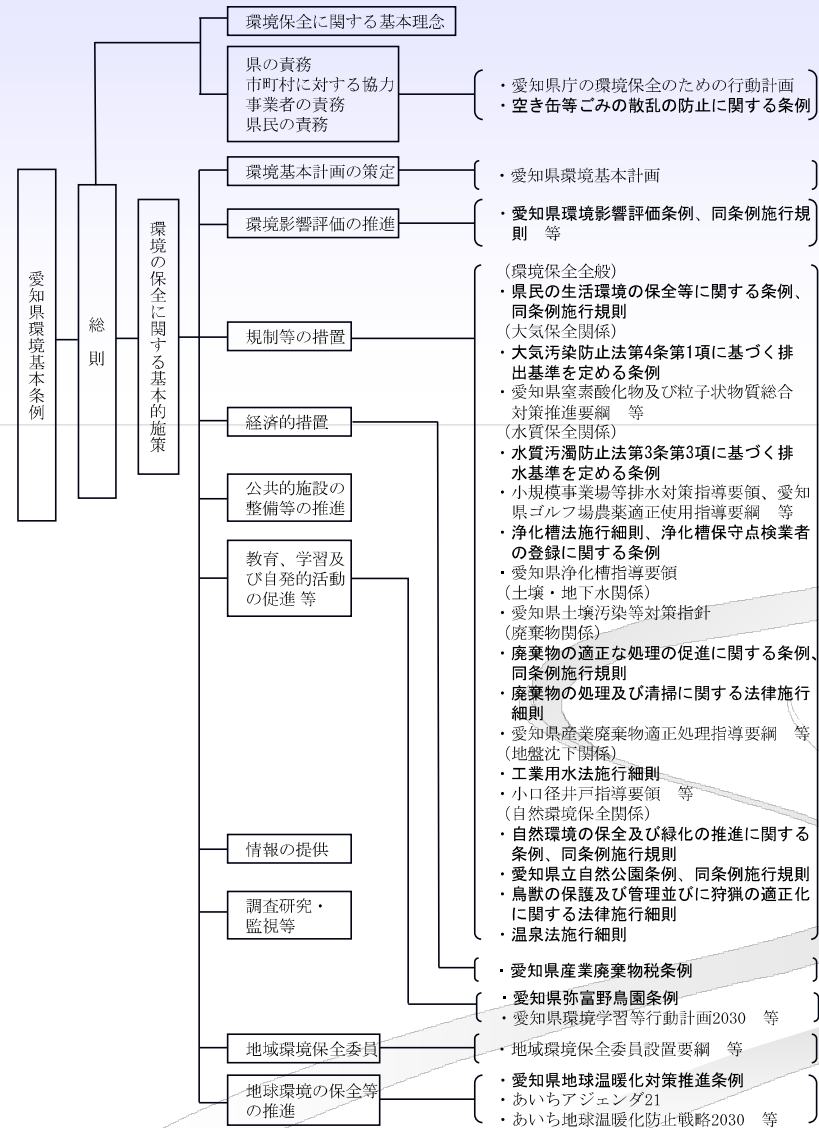 愛知県環境基本条例
総則
環境の保全に関する基本的施策
環境保全に関する基本理念
県の責務
市町村に対する協力
事業者の責務
県民の責務
・愛知県庁の環境保全のための行動計画
・空き缶等ごみの散乱の防止に関する条例
環境基本計画の策定
・愛知県環境基本計画
環境影響評価の推進
・愛知県環境影響評価条例、同条例施行規
則　等
規制等の措置
（環境保全全般）
・県民の生活環境の保全等に関する条例、
同条例施行規則
（大気保全関係）
・大気汚染防止法第4条第1項に基づく排
出基準を定める条例
・愛知県窒素酸化物及び粒子状物質総合
対策推進要綱　等
（水質保全関係）
・水質汚濁防止法第3条第3項に基づく排
水基準を定める条例
・小規模事業場等排水対策指導要領、愛知
県ゴルフ場農薬適正使用指導要綱　等
・浄化槽法施行細則、浄化槽保守点検業者
の登録に関する条例
・愛知県浄化槽指導要領
（土壌・地下水関係）
・愛知県土壌汚染等対策指針
（廃棄物関係）
・廃棄物の適正な処理の促進に関する条例、
同条例施行規則
・廃棄物の処理及び清掃に関する法律施行
細則
・愛知県産業廃棄物適正処理指導要綱　等
（地盤沈下関係）
・工業用水法施行細則
・小口径井戸指導要領　等
（自然環境保全関係）
・自然環境の保全及び緑化の推進に関する
条例、同条例施行規則
・愛知県立自然公園条例、同条例施行規則
・鳥獣の保護及び管理並びに狩猟の適正化
に関する法律施行細則
・温泉法施行細則
経済的措置
・愛知県産業廃棄物税条例
公共的施設の
整備等の推進
教育、学習及
び自発的活動
の促進 等
・愛知県弥富野鳥園条例
・愛知県環境学習等行動計画2030　等
情報の提供
調査研究・
監視等
地域環境保全委員
・地域環境保全委員設置要綱　等
地球環境の保全等
の推進
・愛知県地球温暖化対策推進条例
・あいちアジェンダ21
・あいち地球温暖化防止戦略2030　等